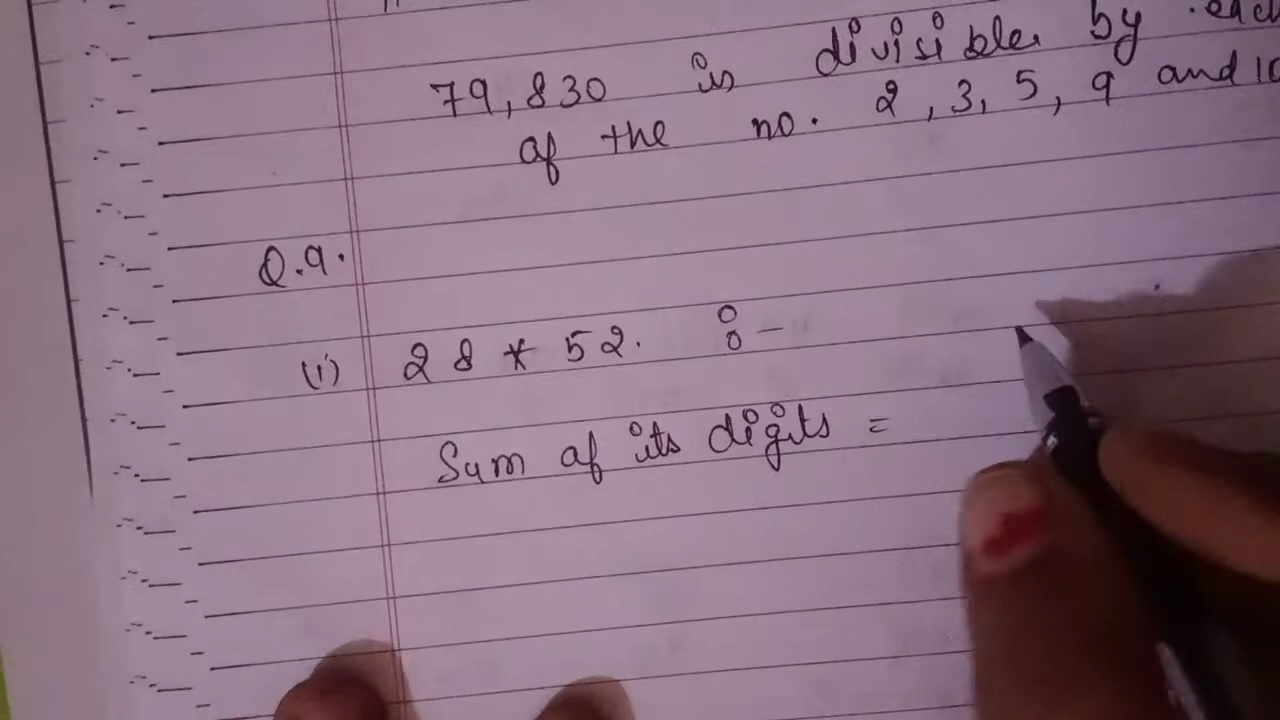 79,830 is divisible by each
of the no. 2, 3, 5, 9 and 10
Q.9.
(i) 28 * 52. :-
Sum of its digits =